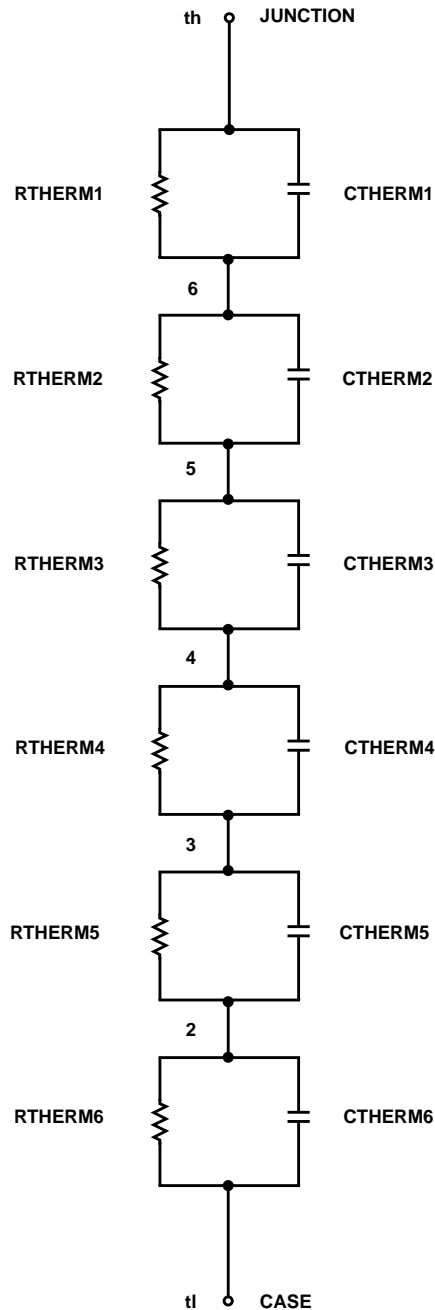 th JUNCTION
RTHERM1 CTHERM1
6
RTHERM2 CTHERM2
5
RTHERM3 CTHERM3
4
RTHERM4 CTHERM4
3
RTHERM5 CTHERM5
2
RTHERM6 CTHERM6
tl CASE